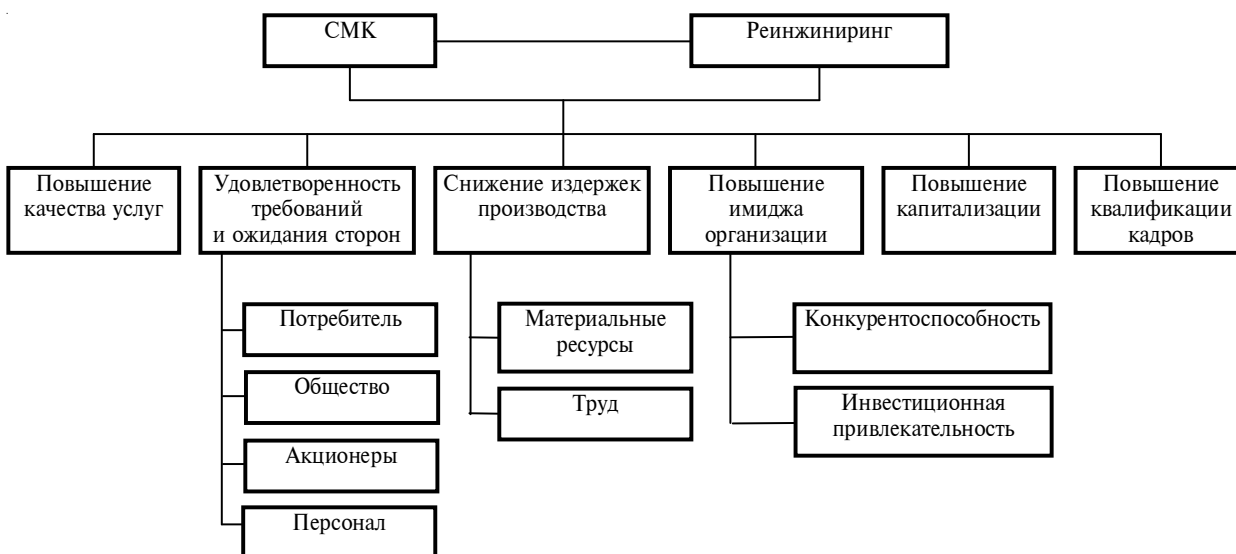 СМК
Реинжиниринг
Повышение
качества услуг
Удовлетворенность
требований
и ожидания сторон
Снижение издержек
производства
Повышение
имиджа
организации
Повышение
капитализации
Повышение
квалификации
кадров
Потребитель
Общество
Акционеры
Персонал
Материальные
ресурсы
Труд
Конкурентоспособность
Инвестиционная
привлекательность